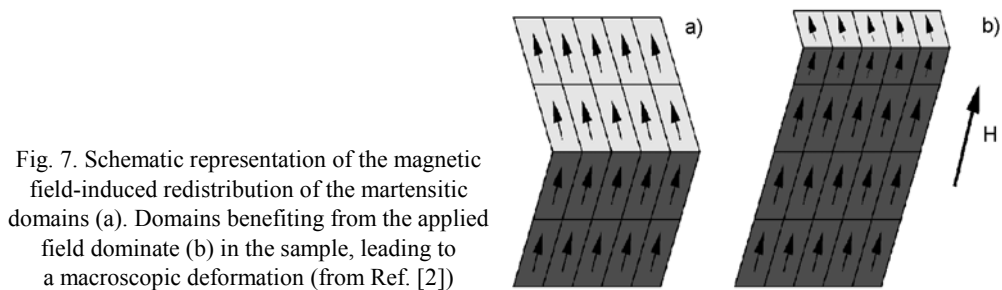 Fig. 7. Schematic representation of the magnetic
field-induced redistribution of the martensitic
domains (a). Domains benefiting from the applied
field dominate (b) in the sample, leading to
a macroscopic deformation (from Ref. [2])
a)
b)
H